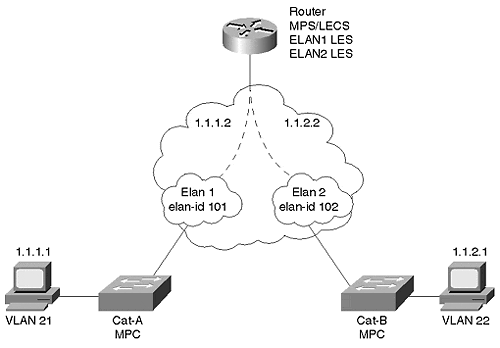 Router
MPS/LECS
ELAN1 LES
ELAN2 LES
1.1.1.2
1.1.2.2
Elan 1
elan-id 101
Elan 2
elan-id 102
1.1.1.1
1.1.2.1
VLAN 21
Cat-A
MPC
Cat-B
MPC
VLAN 22